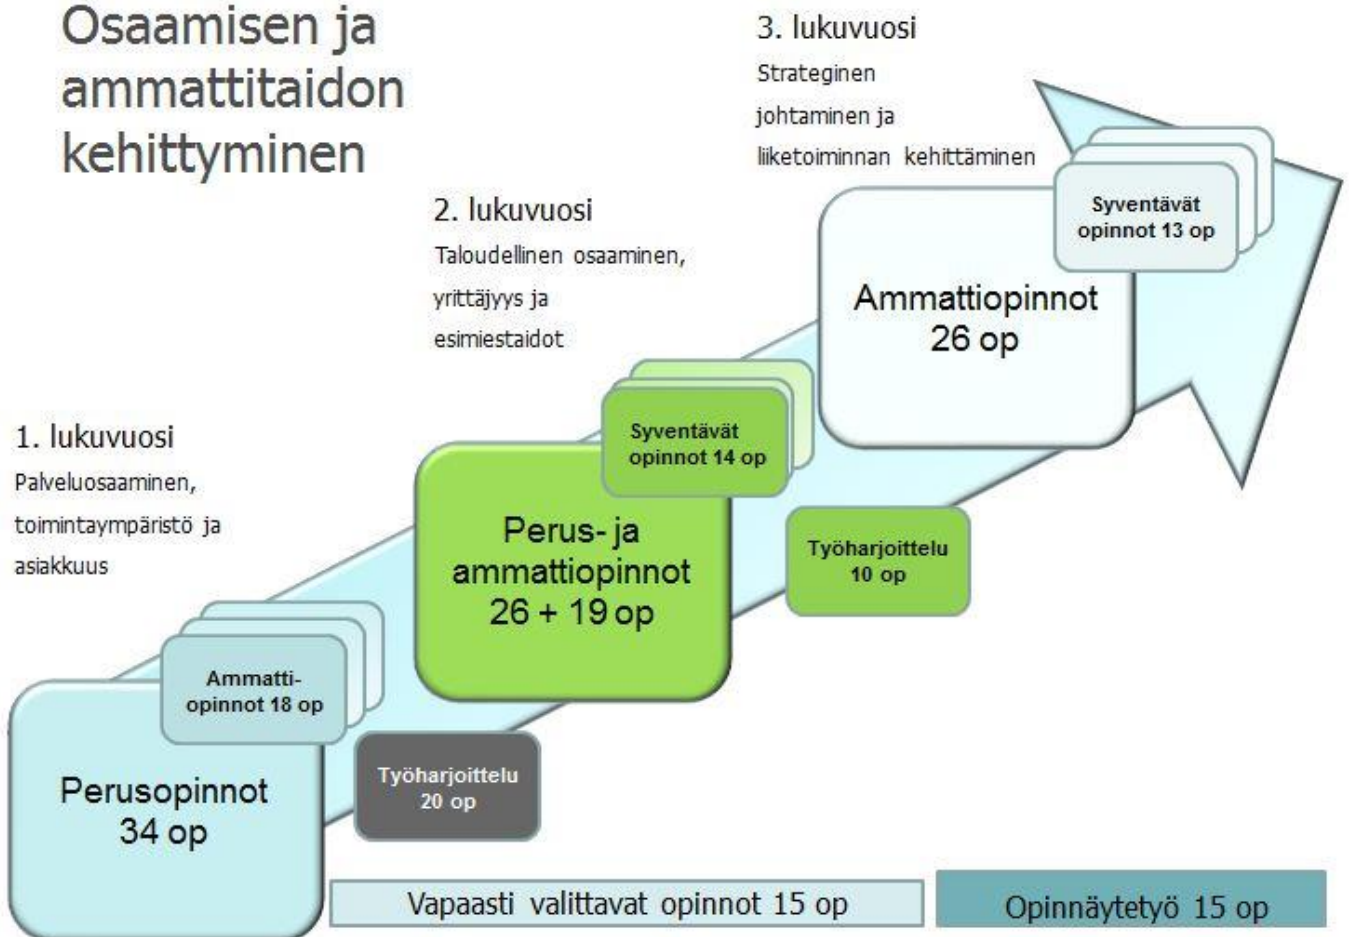 Osaamisen ja
ammattitaidon
kehittyminen
3. lukuvuosi
Strateginen
johtaminen ja
liiketoiminnan kehittäminen
Syventävät
opinnot 13 op
Ammattiopinnot
26 op
2. lukuvuosi
Taloudellinen osaaminen,
yrittäjyys ja
esimiestaidot
Syventävät
opinnot 14 op
Perus- ja
ammattiopinnot
26 + 19 op
Työharjoittelu
10 op
1. lukuvuosi
Palveluosaaminen,
toimintaympäristö ja
asiakkuus
Ammatti-
opinnot 18 op
Perusopinnot
34 op
Työharjoittelu
20 op
Vapaasti valittavat opinnot 15 op
Opinnäytetyö 15 op